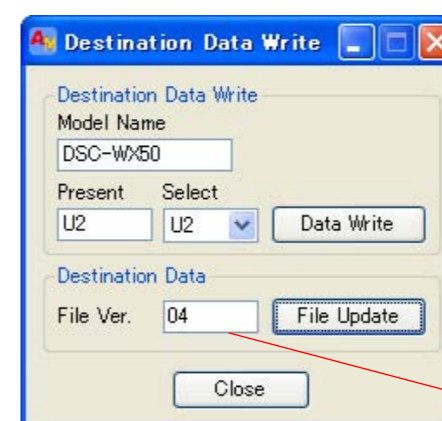 Destination Data Write
Destination Data Write
Model Name
DSC-WX50
Present Select
U2 U2 Data Write
Destination Data
File Ver. 04 File Update
Close